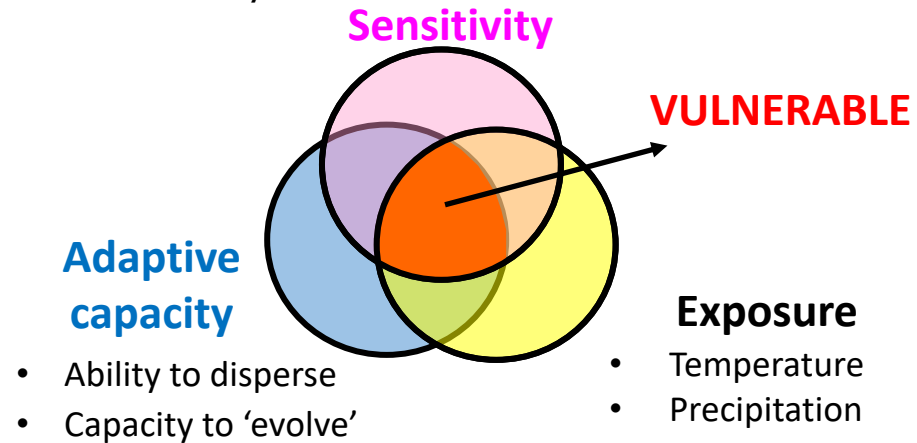 Sensitivity
VULNERABLE
Adaptive
capacity
• Ability to disperse
• Capacity to ‘evolve’
Exposure
• Temperature
• Precipitation